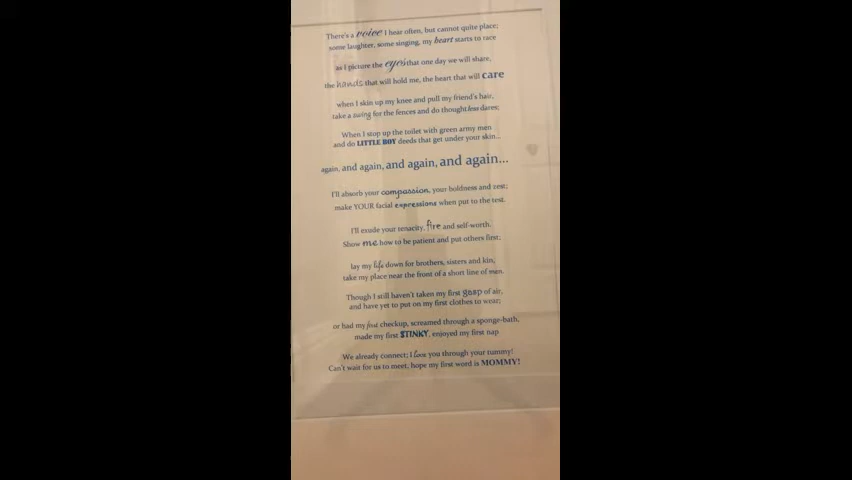 There's a voice I hear often, but cannot quite place;
some laughter, some singing, my heart starts to race
as I picture the eyes that one day we will share,
the hands that will hold me, the heart that will care
when I skin up my knee and pull my friend's hair,
take a swing for the fences and do thoughtless dares;
When I stop up the toilet with green army men
and do LITTLE BOY deeds that get under your skin...
again, and again, and again, and again...
I'll absorb your compassion, your boldness and zest;
make YOUR facial expressions when put to the test.
I'll exude your tenacity, fire and self-worth.
Show me how to be patient and put others first;
lay my life down for brothers, sisters and kin,
take my place near the front of a short line of men.
Though I still haven't taken my first gasp of air,
and have yet to put on my first clothes to wear;
or had my first checkup, screamed through a sponge-bath,
made my first STINKY, enjoyed my first nap
We already connect; I love you through your tummy!
Can't wait for us to meet, hope my first word is MOMMY!